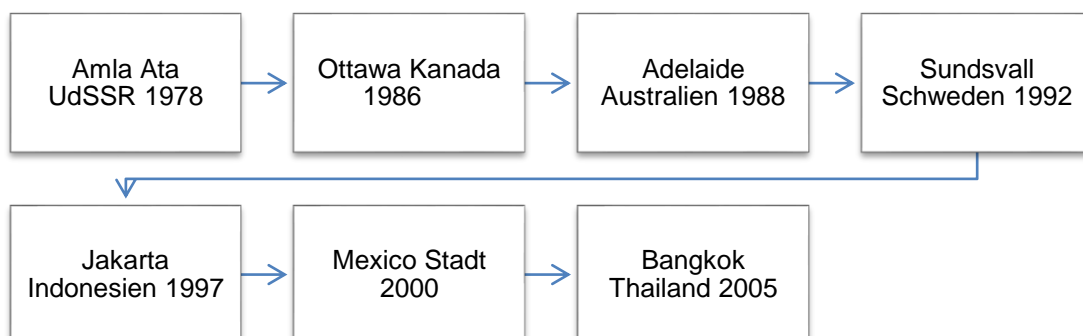 Amla Ata
UdSSR 1978
Ottawa Kanada
1986
Adelaide
Australien 1988
Sundsvall
Schweden 1992
Jakarta
Indonesien 1997
Mexico Stadt
2000
Bangkok
Thailand 2005